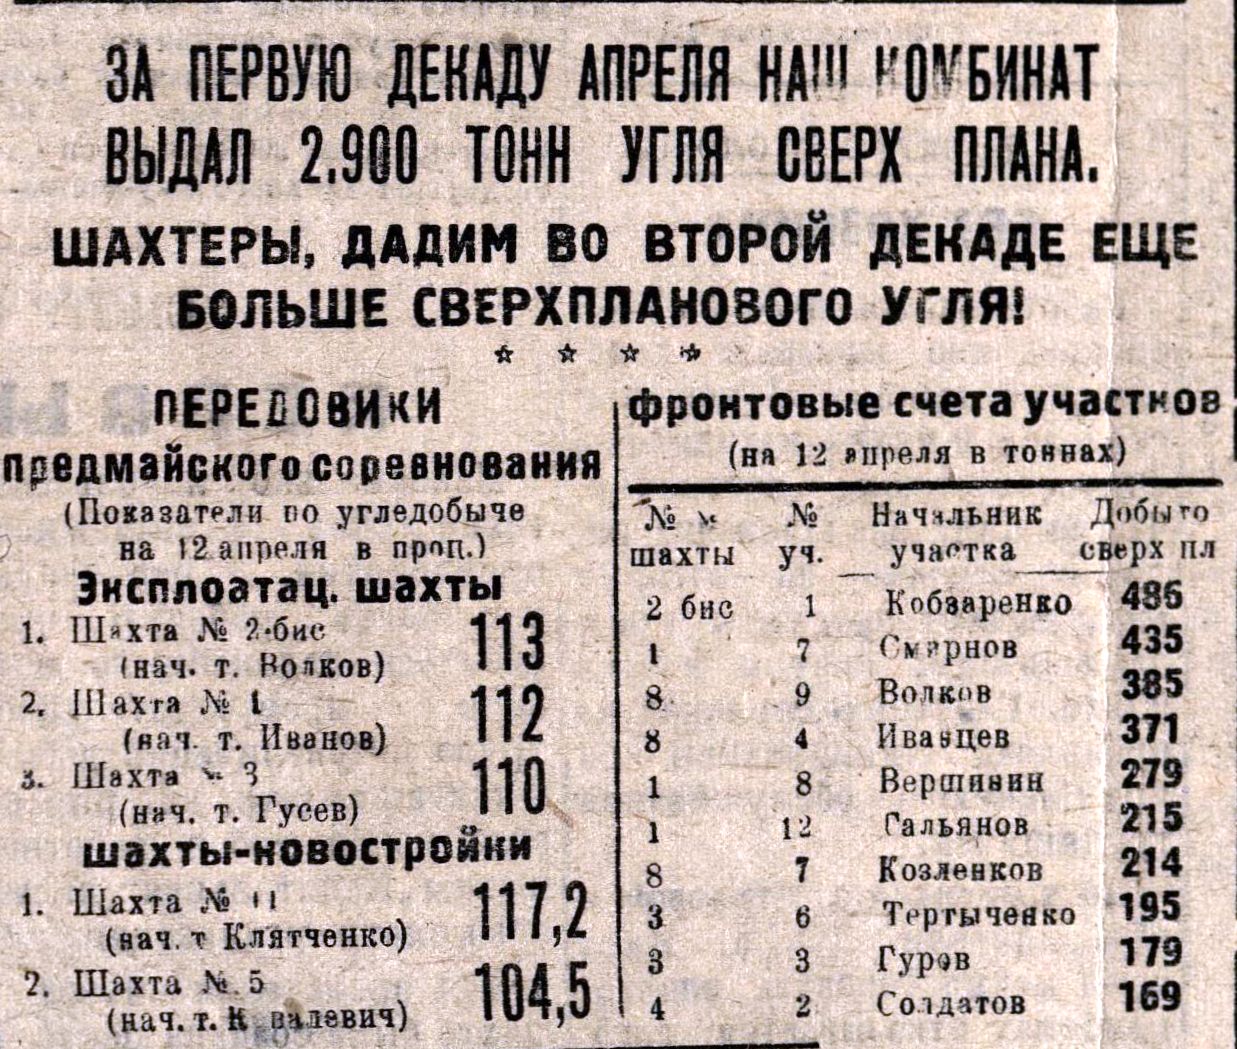 ЗА ПЕРВУЮ ДЕКАДУ АПРЕЛЯ НАШ КОМБИНАТ
ВЫДАЛ 2.900 ТОНН УГЛЯ СВЕРХ ПЛАНА.
ШАХТЕРЫ, ДАДИМ ВО ВТОРОЙ ДЕКАДЕ ЕЩЕ
БОЛЬШЕ СВЕРХПЛАНОВОГО УГЛЯ!
☆ ☆ ☆ ☆
ПЕРЕДОВИКИ
предмайского соревнования
(Показатели по угледобыче
на 12 апреля в проц.)
Эксплоатац. шахты
1. Шахта № 2-бис 113
(нач. т. Волков)
2. Шахта № 1 112
(нач. т. Иванов)
3. Шахта № 3 110
(нач. т. Гусев)
шахты-новостройки
1. Шахта № 11 117,2
(нач. т Клятченко)
2. Шахта № 5 104,5
(нач. т. К валевич)
фронтовые счета участков
(на 12 апреля в тоннах)
№ № № Начальник Добыто
шахты уч. участка сверх пл
2 бис 1 Кобзаренко 486
1 7 Смирнов 435
8 9 Волков 385
8 4 Иванцев 371
1 8 Вершинин 279
1 12 Гальянов 215
8 7 Козленков 214
3 6 Тертыченко 195
3 3 Гуров 179
4 2 Солдатов 169